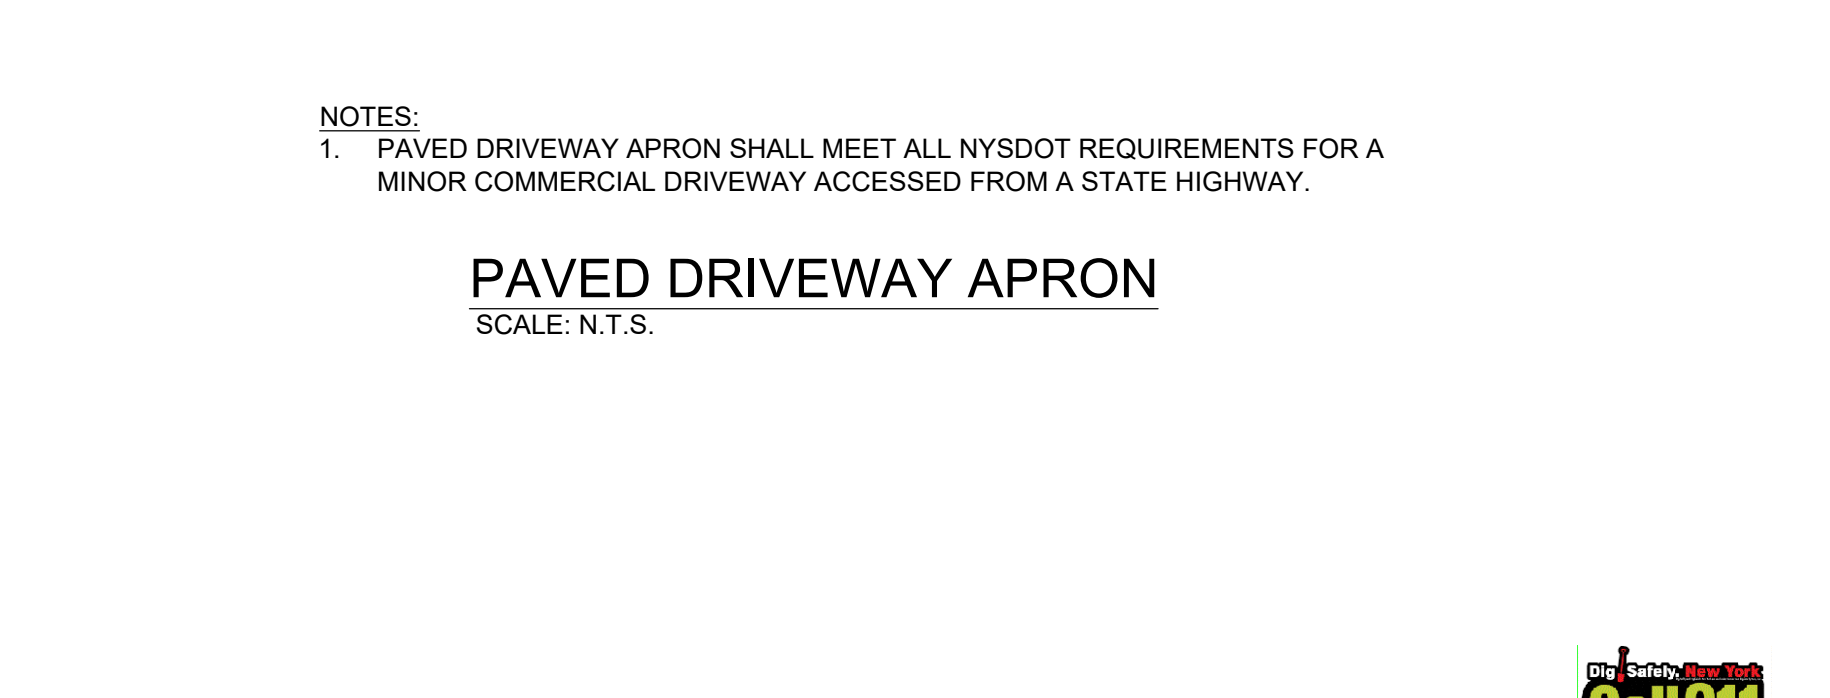 NOTES:
1. PAVED DRIVEWAY APRON SHALL MEET ALL NYSDOT REQUIREMENTS FOR A
MINOR COMMERCIAL DRIVEWAY ACCESSED FROM A STATE HIGHWAY.
PAVED DRIVEWAY APRON
SCALE: N.T.S.
Dig Safely. New York